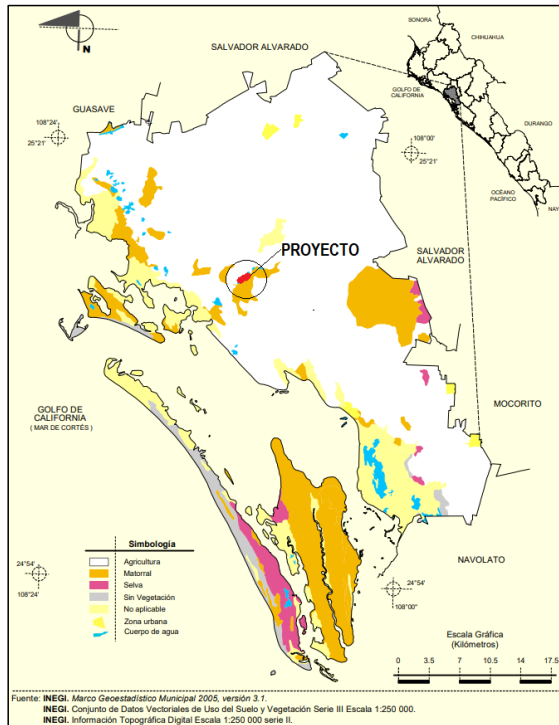 N
SALVADOR ALVARADO
SONORA
CHIHUAHUA
GOLFO DE
CALIFORNIA
DURANGO
OCÉANO
PACÍFICO
NAY
GUASAVE
108°24'
25°21'
108°00'
25°21'
PROYECTO
SALVADOR
ALVARADO
MOCORITO
GOLFO DE
CALIFORNIA
( MAR DE CORTÉS )
NAVOLATO
24°54'
108°24'
24°54'
108°00'
Simbología
Agricultura
Matorral
Selva
Sin Vegetación
No aplicable
Zona urbana
Cuerpo de agua
Escala Gráfica
(Kilómetros)
0 3.5 7 10.5 14 17.5
Fuente: INEGI. Marco Geoestadístico Municipal 2005, versión 3.1.
INEGI. Conjunto de Datos Vectoriales de Uso del Suelo y Vegetación Serie III Escala 1:250 000.
INEGI. Información Topográfica Digital Escala 1:250 000 serie II.